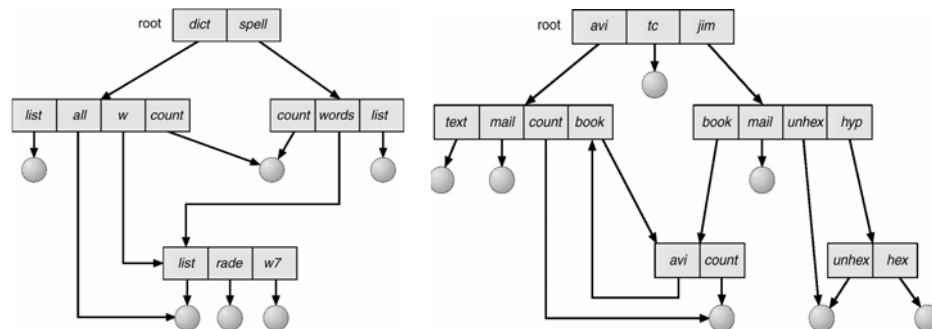 root dict spell
list all w count
count words list
list rade w7
root avi tc jim
text mail count book
book mail unhex hyp
avi count
unhex hex